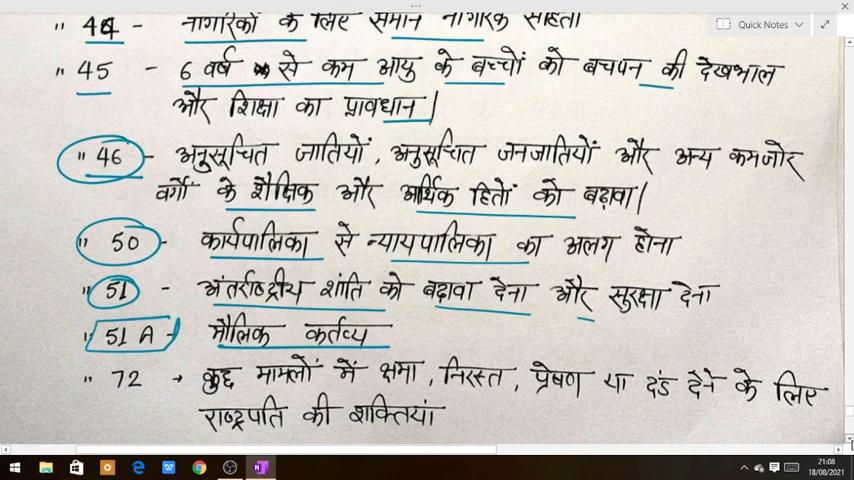 Quick Notes
" 44 - नागरिकों के लिए समान नागरिक संहिता
" 45 - 6 वर्ष से कम आयु के बच्चों को बचपन की देखभाल
और शिक्षा का प्रावधान।
" 46 - अनुसूचित जातियों, अनुसूचित जनजातियों और अन्य कमजोर
वर्गों के शैक्षिक और आर्थिक हितों को बढ़ावा।
" 50 - कार्यपालिका से न्यायपालिका का अलग होना
" 51 - अंतर्राष्ट्रीय शांति को बढ़ावा देना और सुरक्षा देना
" 51 A - मौलिक कर्तव्य
" 72 → कुछ मामलों में क्षमा, निरस्त, प्रेषण या दंड देने के लिए
राष्ट्रपति की शक्तियां
21:08
18/08/2021